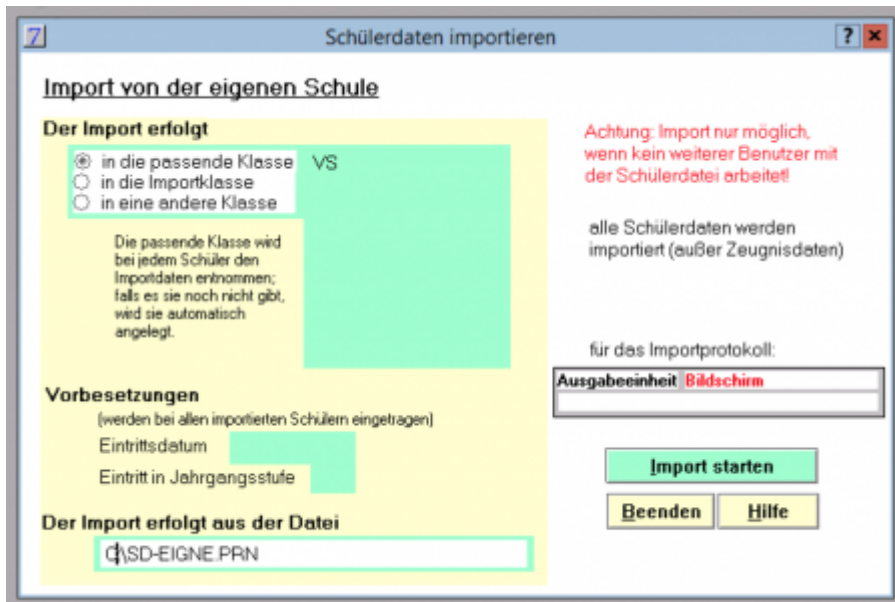 7 Schülerdaten importieren ? ×
Import von der eigenen Schule
Der Import erfolgt
in die passende Klasse VS
in die Importklasse
in eine andere Klasse
Die passende Klasse wird
bei jedem Schüler den
Importdaten entnommen;
falls es sie noch nicht gibt,
wird sie automatisch
angelegt.
Vorbesetzungen
(werden bei allen importierten Schülern eingetragen)
Eintrittsdatum
Eintritt in Jahrgangsstufe
Der Import erfolgt aus der Datei
C:\SD-EIGNE.PRN
Achtung: Import nur möglich,
wenn kein weiterer Benutzer mit
der Schülerdatei arbeitet!
alle Schülerdaten werden
importiert (außer Zeugnisdaten)
für das Importprotokoll:
Ausgabeeinheit Bildschirm
Import starten
Beenden Hilfe